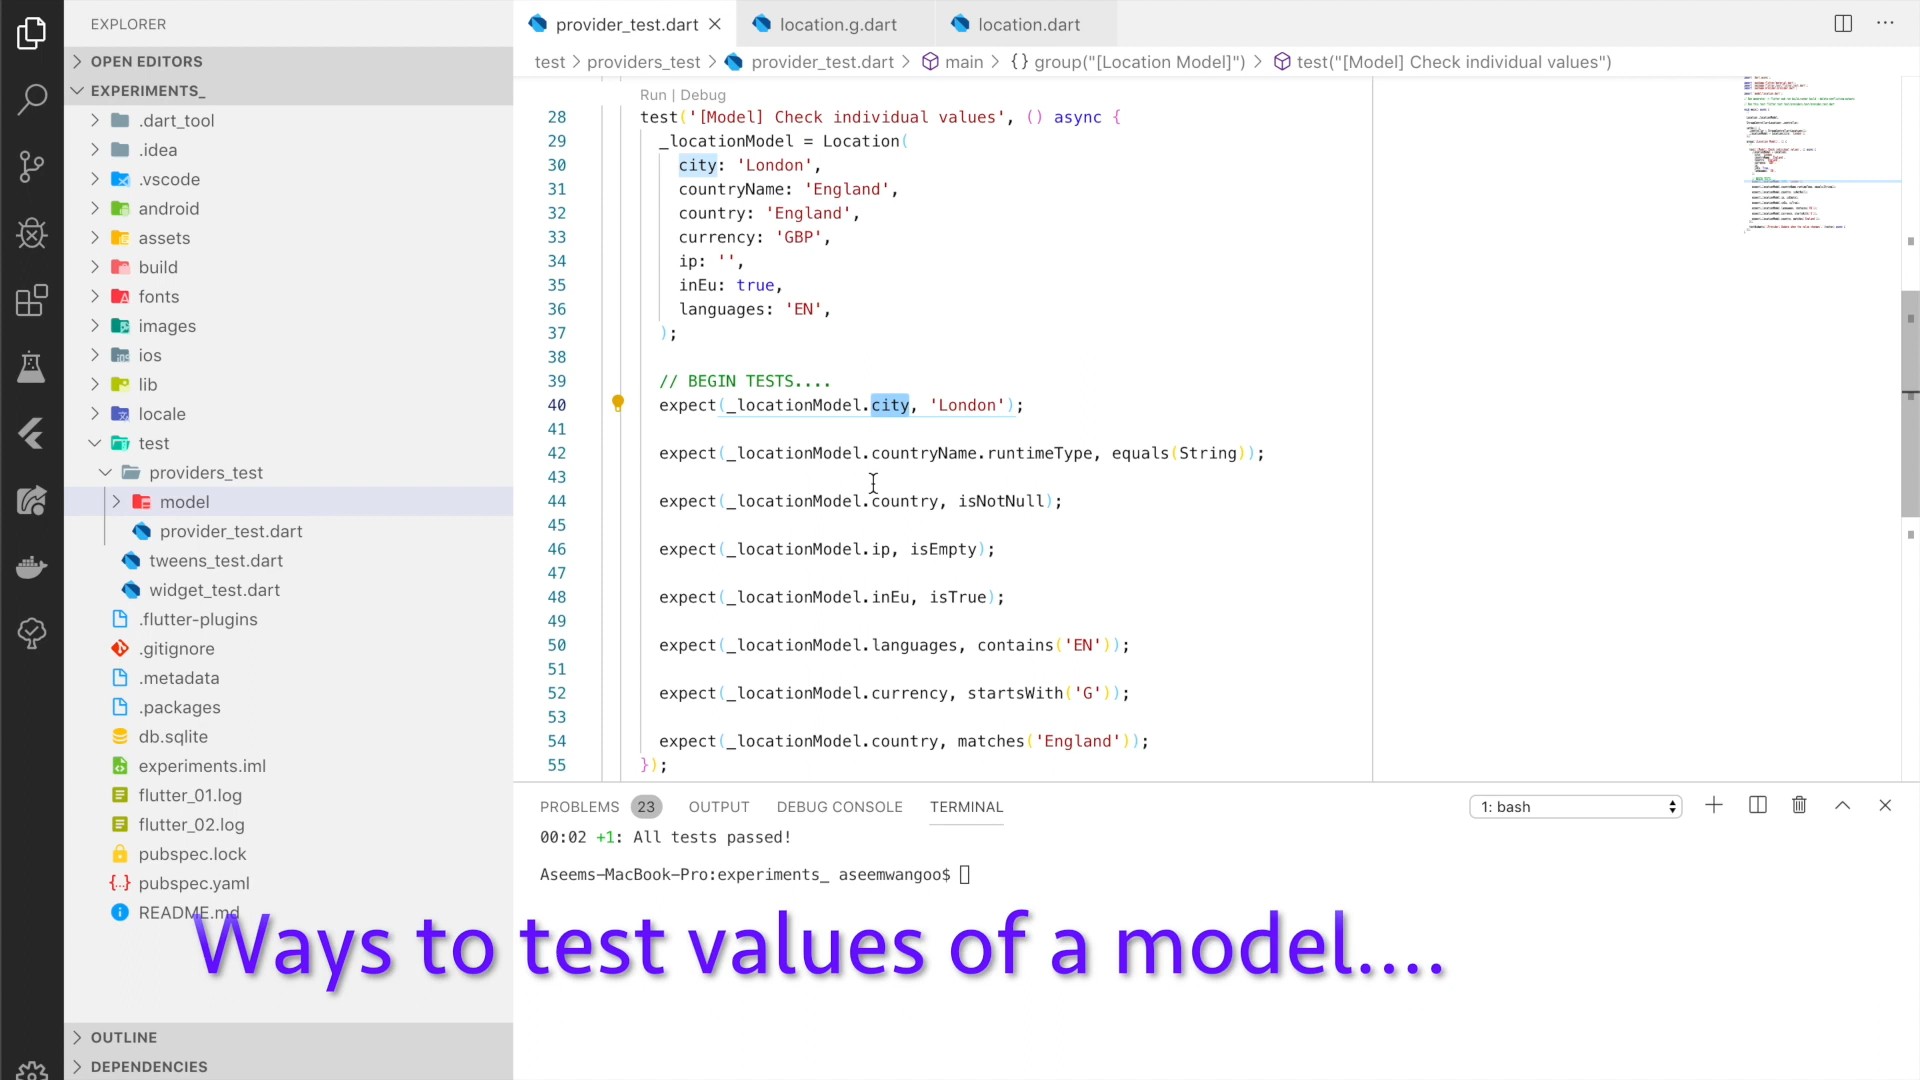 EXPLORER
OPEN EDITORS
EXPERIMENTS_
.dart_tool
.idea
.vscode
android
assets
build
fonts
images
ios
lib
locale
test
providers_test
model
provider_test.dart
tweens_test.dart
widget_test.dart
.flutter-plugins
.gitignore
.metadata
.packages
db.sqlite
experiments.iml
flutter_01.log
flutter_02.log
pubspec.lock
pubspec.yaml
README.md
OUTLINE
DEPENDENCIES
provider_test.dart
location.g.dart
location.dart
test > providers_test > provider_test.dart > main > {} group("[Location Model]") > test("[Model] Check individual values")
Run | Debug
28 test('[Model] Check individual values', () async {
29 _locationModel = Location(
30 city: 'London',
31 countryName: 'England',
32 country: 'England',
33 currency: 'GBP',
34 ip: '',
35 inEu: true,
36 languages: 'EN',
37 );
38
39 // BEGIN TESTS....
40 expect(_locationModel.city, 'London');
41
42 expect(_locationModel.countryName.runtimeType, equals(String));
43
44 expect(_locationModel.country, isNotNull);
45
46 expect(_locationModel.ip, isEmpty);
47
48 expect(_locationModel.inEu, isTrue);
49
50 expect(_locationModel.languages, contains('EN'));
51
52 expect(_locationModel.currency, startsWith('G'));
53
54 expect(_locationModel.country, matches('England'));
55 });
PROBLEMS 23 OUTPUT DEBUG CONSOLE TERMINAL 1: bash
00:02 +1: All tests passed!
Aseems-MacBook-Pro:experiments_ aseemwangoo$
Ways to test values of a model....